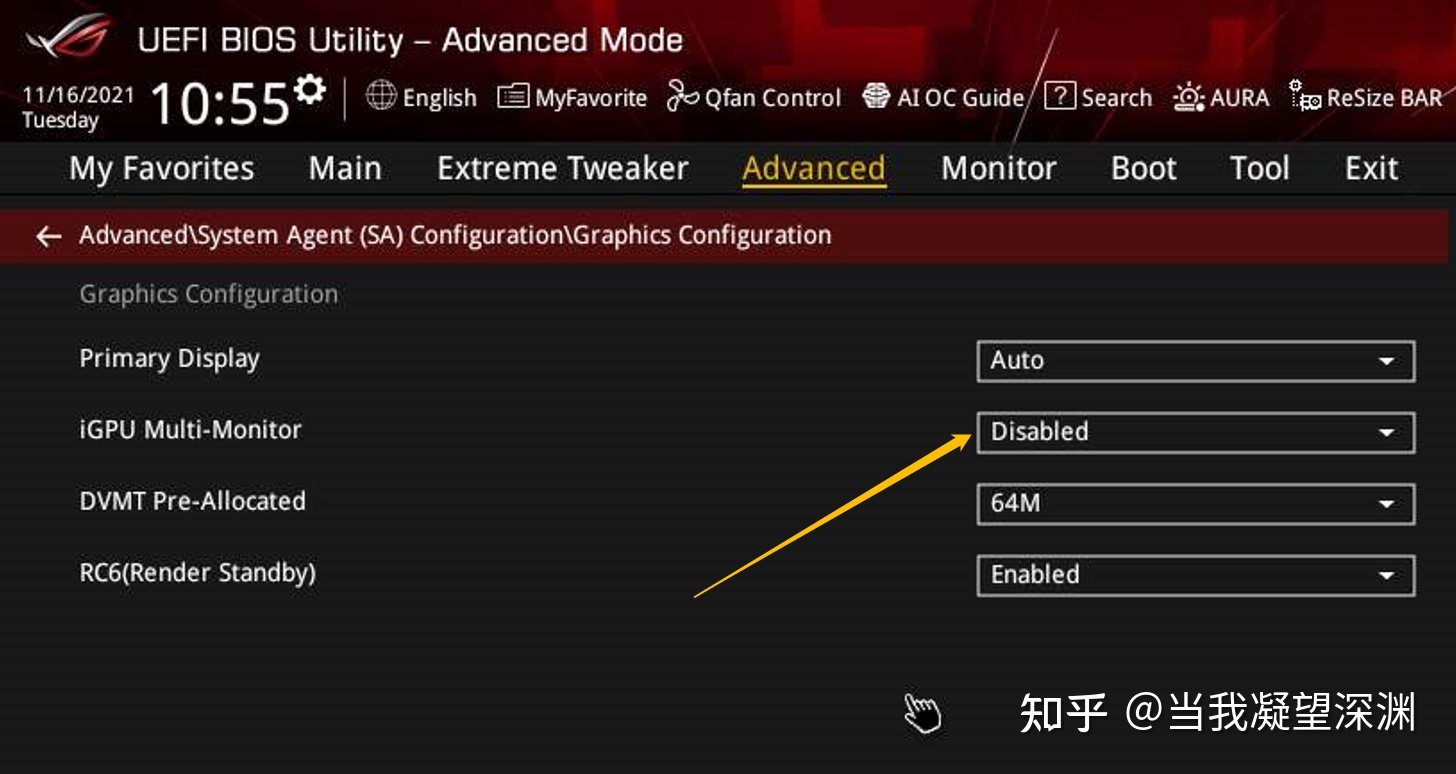 UEFI BIOS Utility – Advanced Mode
11/16/2021
Tuesday
10:55
English
MyFavorite
Qfan Control
AI OC Guide
? Search
AURA
ReSize BAR
My Favorites Main Extreme Tweaker Advanced Monitor Boot Tool Exit
← Advanced\System Agent (SA) Configuration\Graphics Configuration
Graphics Configuration
Primary Display Auto
iGPU Multi-Monitor Disabled
DVMT Pre-Allocated 64M
RC6(Render Standby) Enabled
知乎 @当我凝望深渊